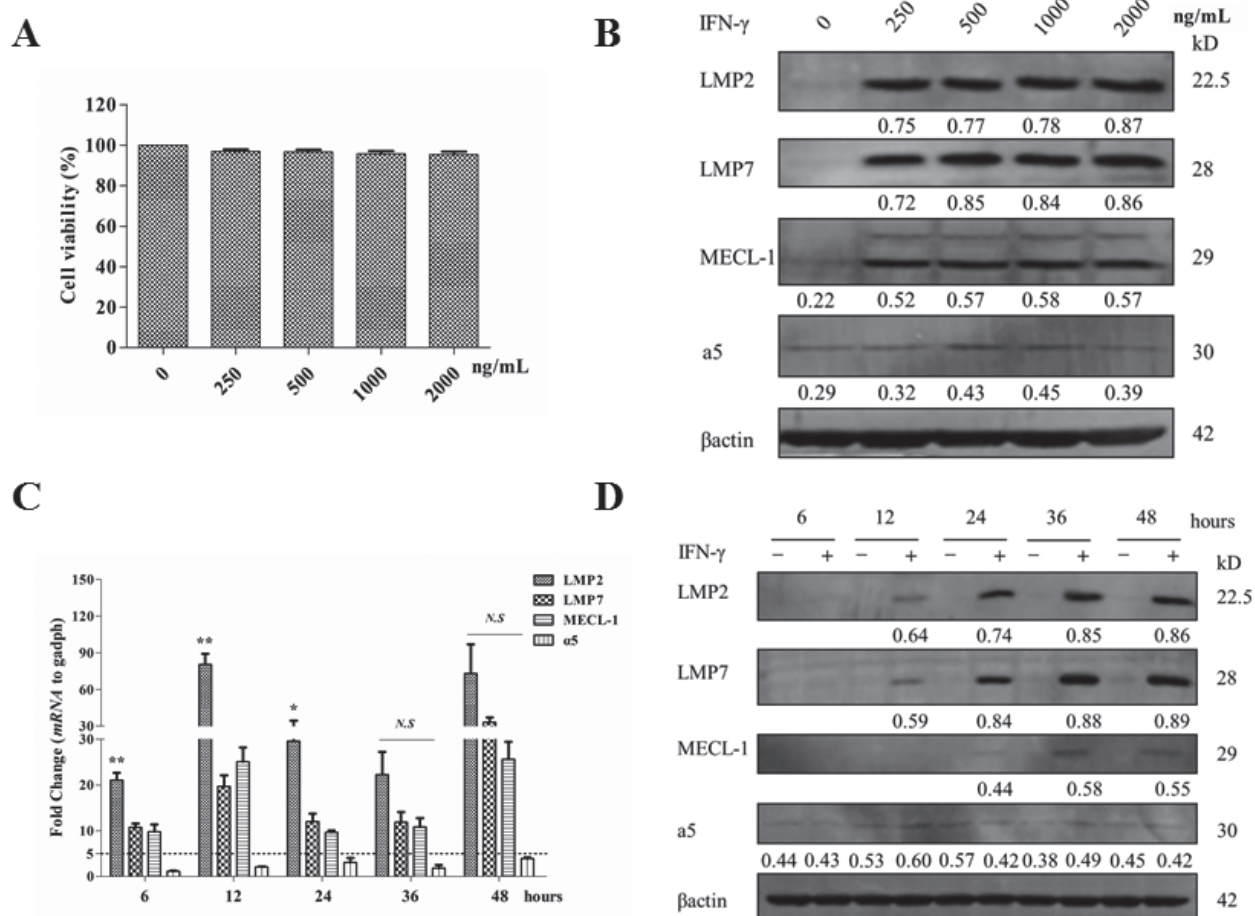 A
Cell viability (%)
120
100
80
60
40
20
0
0 250 500 1000 2000 ng/mL
B
IFN-γ 0 250 500 1000 2000 ng/mL
kD
LMP2 22.5
0.75 0.77 0.78 0.87
LMP7 28
0.72 0.85 0.84 0.86
MECL-1 29
0.22 0.52 0.57 0.58 0.57
a5 30
0.29 0.32 0.43 0.45 0.39
βactin 42
C
Fold Change (mRNA to gadph)
150
120
90
60
30
30
20
10
5
0
** ** * N.S N.S
LMP2
LMP7
MECL-1
α5
6 12 24 36 48 hours
D
6 12 24 36 48 hours
IFN-γ − + − + − + − + − +
kD
LMP2 22.5
0.64 0.74 0.85 0.86
LMP7 28
0.59 0.84 0.88 0.89
MECL-1 29
0.44 0.58 0.55
a5 30
0.44 0.43 0.53 0.60 0.57 0.42 0.38 0.49 0.45 0.42
βactin 42